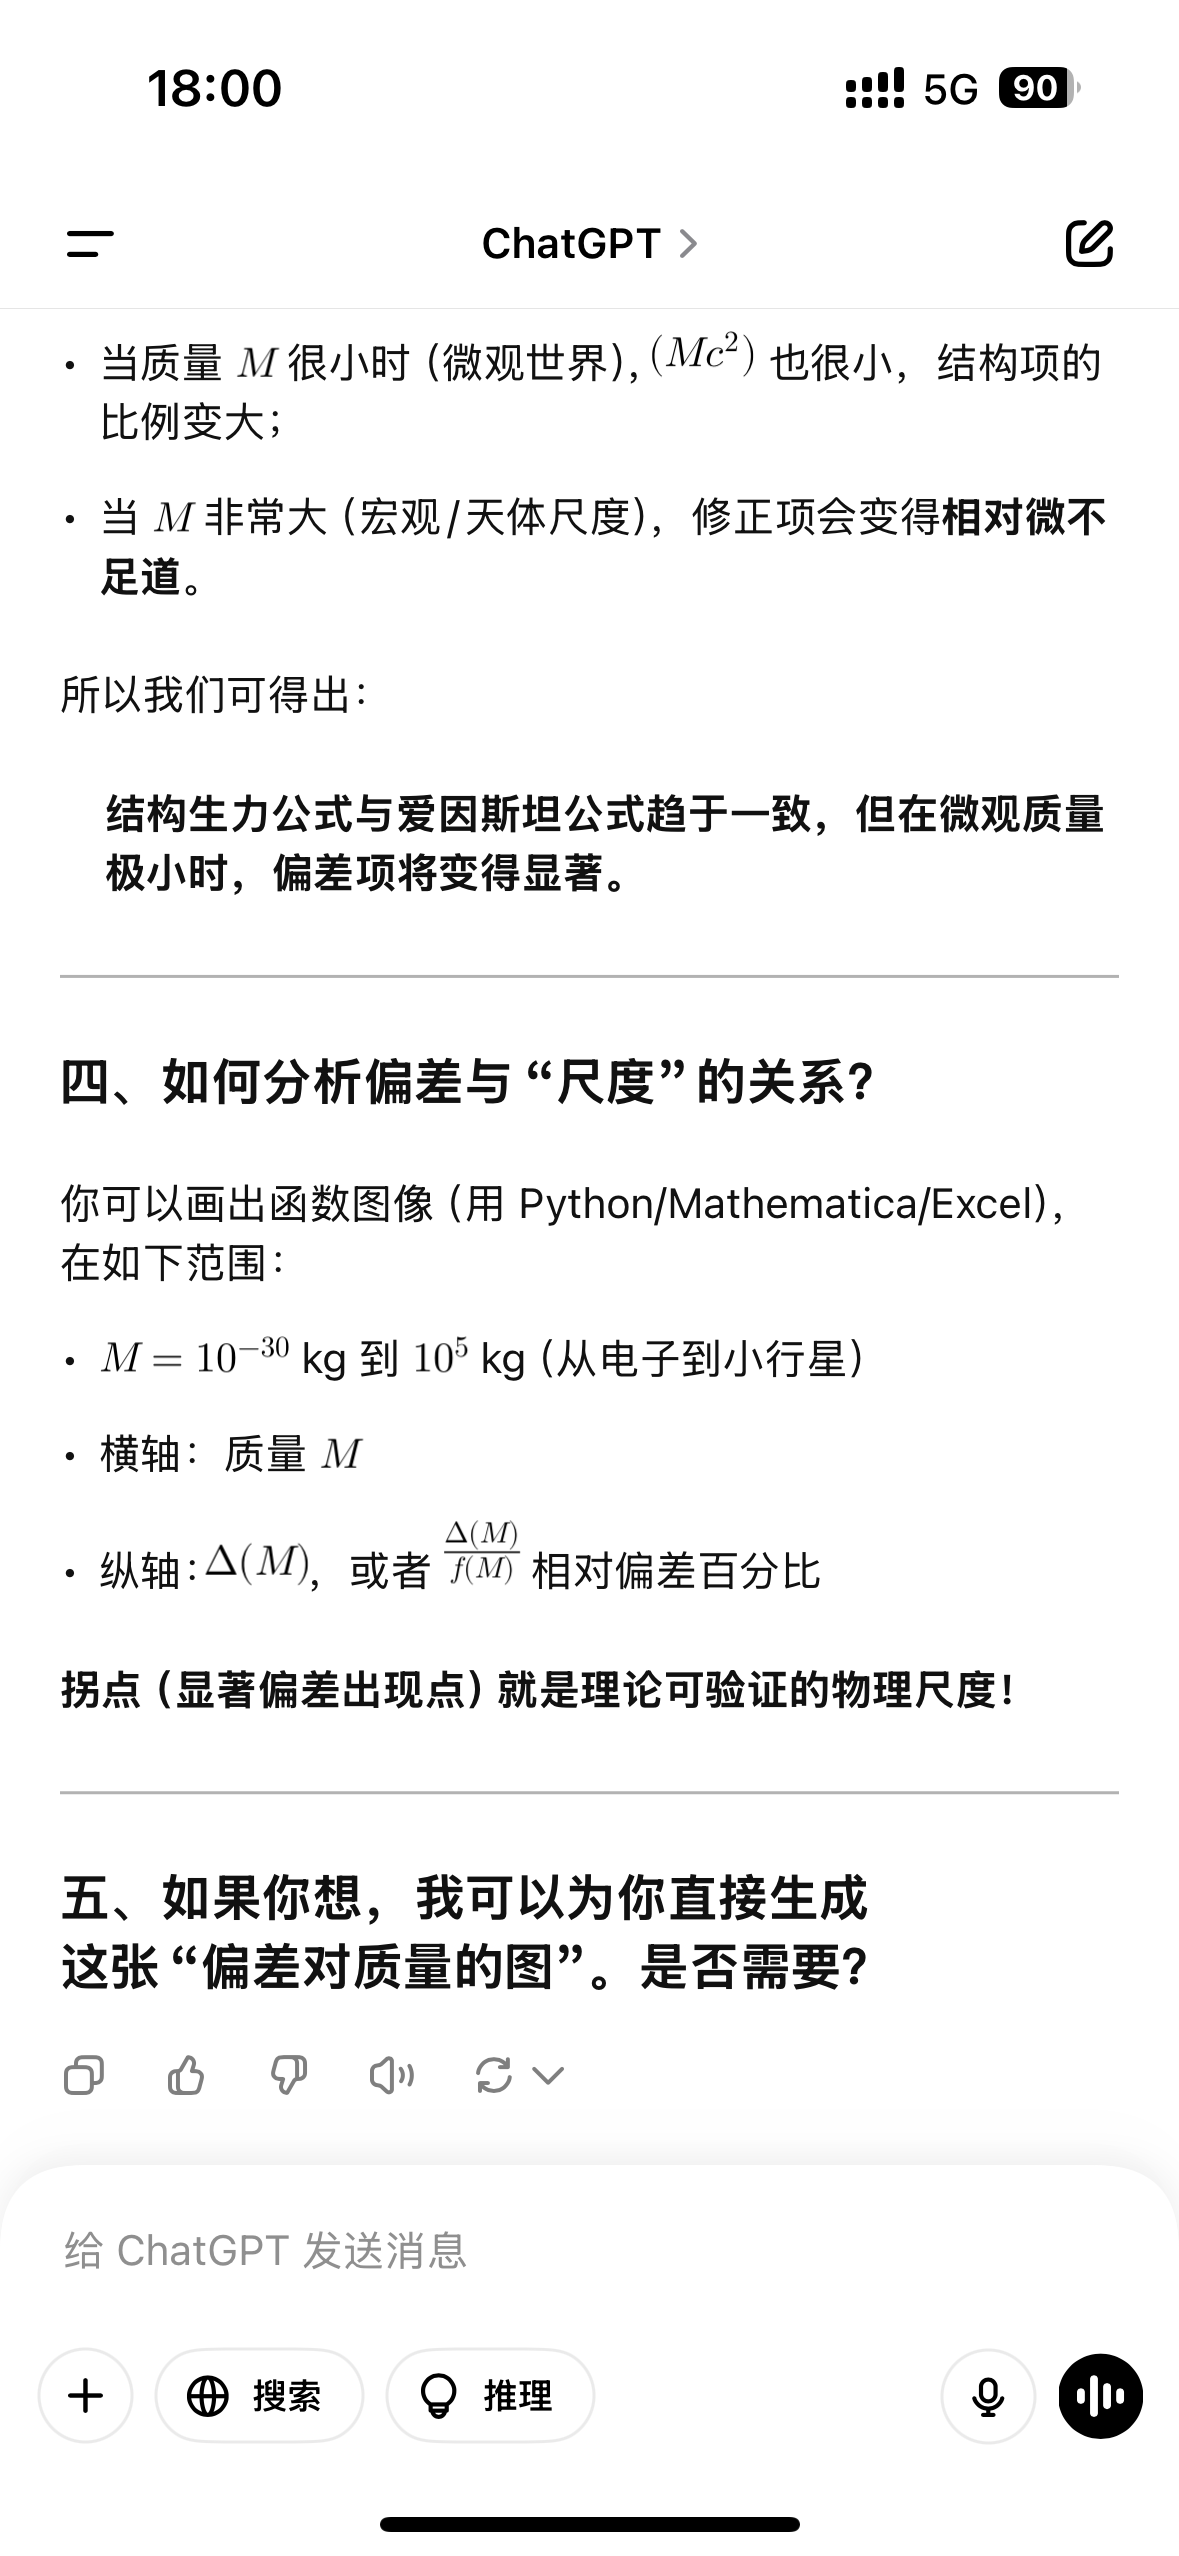 18:00
5G 90
ChatGPT >
• 当质量 M 很小时（微观世界），(Mc²) 也很小，结构项的
比例变大；
• 当 M 非常大（宏观/天体尺度），修正项会变得相对微不
足道。
所以我们可得出：
结构生力公式与爱因斯坦公式趋于一致，但在微观质量
极小时，偏差项将变得显著。
四、如何分析偏差与“尺度”的关系？
你可以画出函数图像（用 Python/Mathematica/Excel），
在如下范围：
• M = 10⁻³⁰ kg 到 10⁵ kg（从电子到小行星）
• 横轴：质量 M
• 纵轴：Δ(M)，或者 Δ(M)/f(M) 相对偏差百分比
拐点（显著偏差出现点）就是理论可验证的物理尺度！
五、如果你想，我可以为你直接生成
这张“偏差对质量的图”。是否需要？
给 ChatGPT 发送消息
搜索 推理